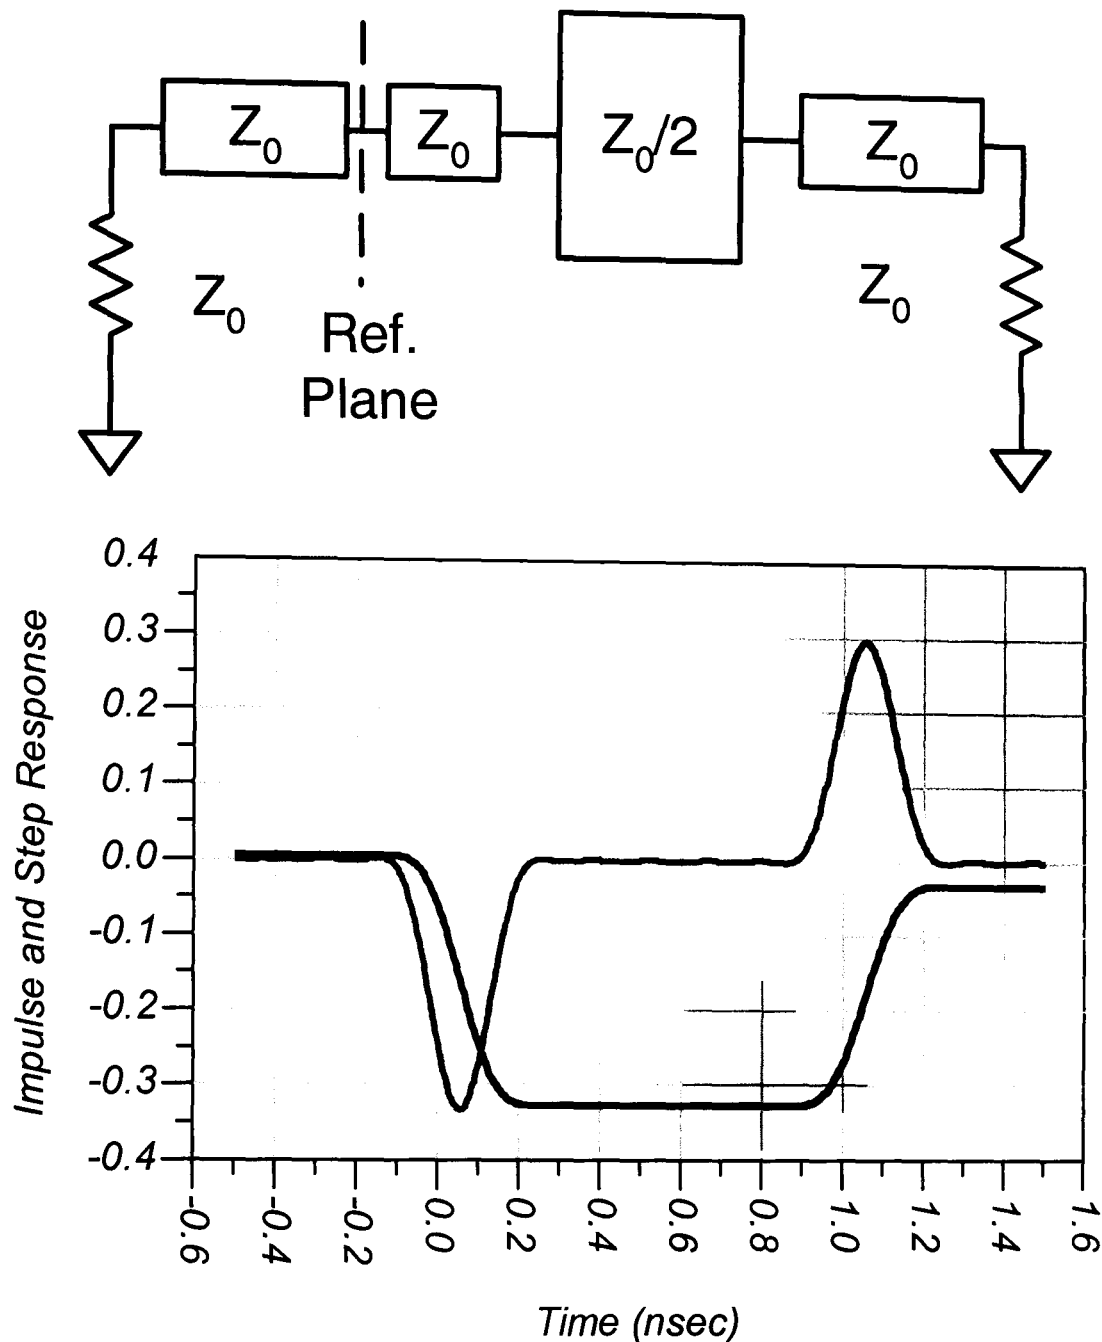 Z0 Z0 Z0/2 Z0
Z0 Z0
Ref.
Plane
Impulse and Step Response
0.4
0.3
0.2
0.1
0.0
-0.1
-0.2
-0.3
-0.4
-0.6 -0.4 -0.2 0.0 0.2 0.4 0.6 0.8 1.0 1.2 1.4 1.6
Time (nsec)